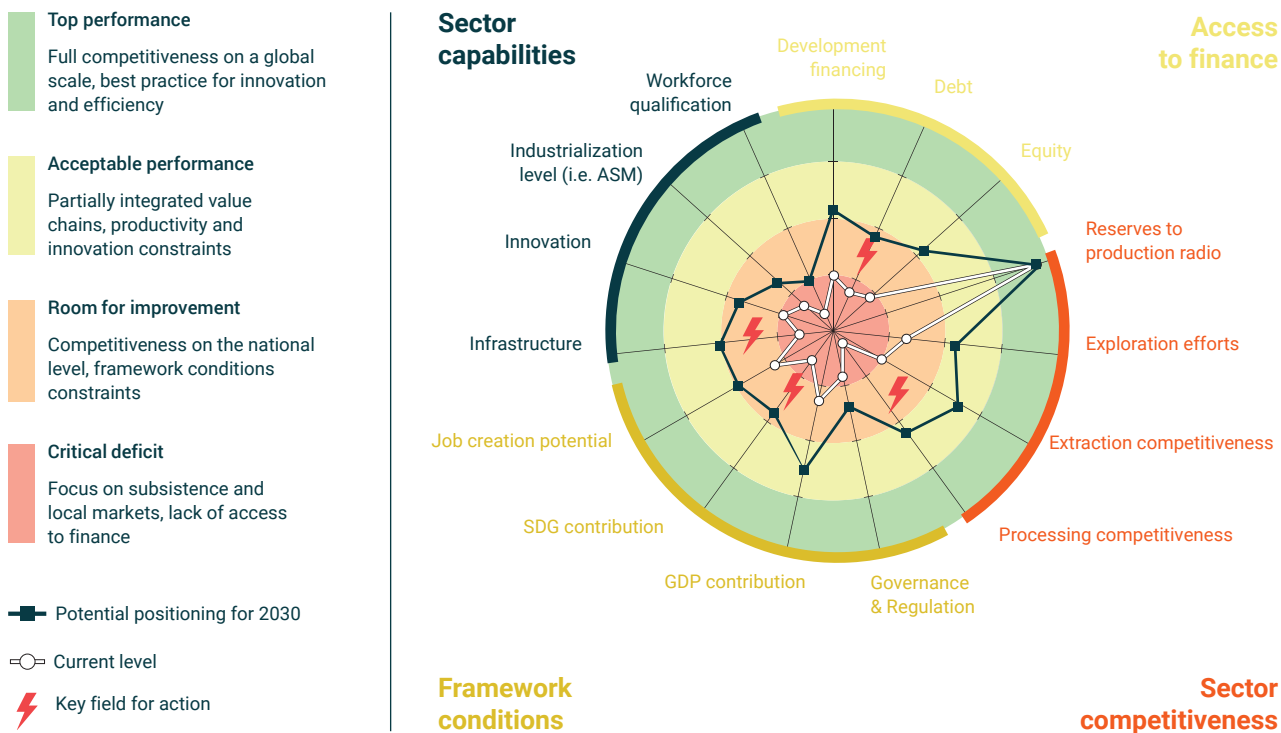 Top performance
Full competitiveness on a global
scale, best practice for innovation
and efficiency
Acceptable performance
Partially integrated value
chains, productivity and
innovation constraints
Room for improvement
Competitiveness on the national
level, framework conditions
constraints
Critical deficit
Focus on subsistence and
local markets, lack of access
to finance
Potential positioning for 2030
Current level
Key field for action
Sector
capabilities
Access
to finance
Development
financing
Debt
Equity
Reserves to
production radio
Exploration efforts
Extraction competitiveness
Processing competitiveness
Governance
& Regulation
GDP contribution
SDG contribution
Job creation potential
Infrastructure
Innovation
Industrialization
level (i.e. ASM)
Workforce
qualification
Framework
conditions
Sector
competitiveness